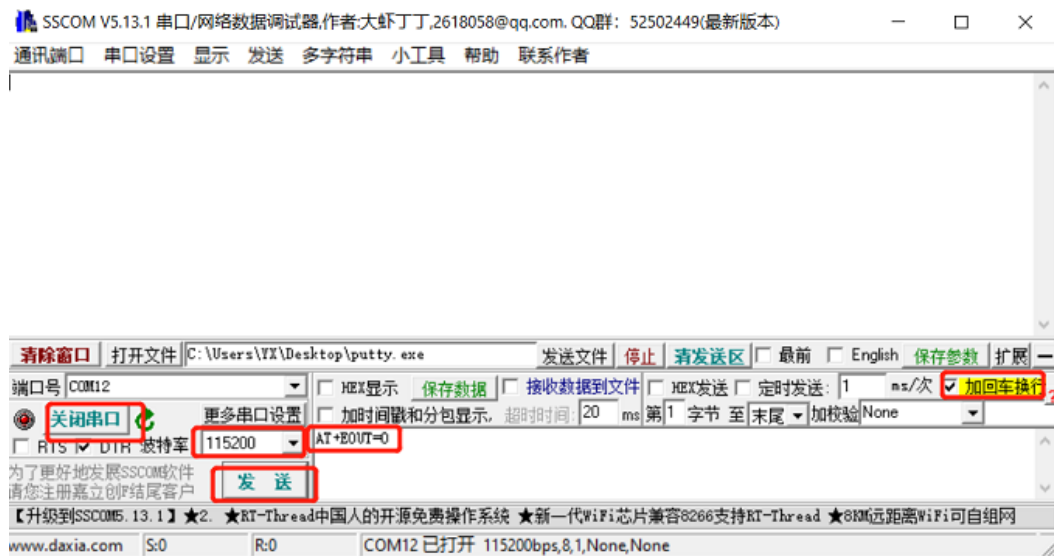 SSCOM V5.13.1 串口/网络数据调试器,作者:大虾丁丁,2618058@qq.com. QQ群: 52502449(最新版本)
通讯端口 串口设置 显示 发送 多字符串 小工具 帮助 联系作者
清除窗口 打开文件 C:\Users\YX\Desktop\putty.exe 发送文件 停止 清发送区 最前 English 保存参数 扩展 —
端口号 COM12 HEX显示 保存数据 接收数据到文件 HEX发送 定时发送: 1 ms/次 加回车换行
关闭串口 更多串口设置 加时间戳和分包显示, 超时时间: 20 ms 第1 字节 至 末尾 加校验 None
RTS DTR 波特率 115200 AT+EOUT=0
为了更好地发展SSCOM软件
请您注册嘉立创F结尾客户
发 送
【升级到SSCOM5.13.1】★2. ★RT-Thread中国人的开源免费操作系统 ★新一代WiFi芯片兼容8266支持RT-Thread ★8KM远距离WiFi可自组网
www.daxia.com S:0 R:0 COM12 已打开 115200bps,8,1,None,None